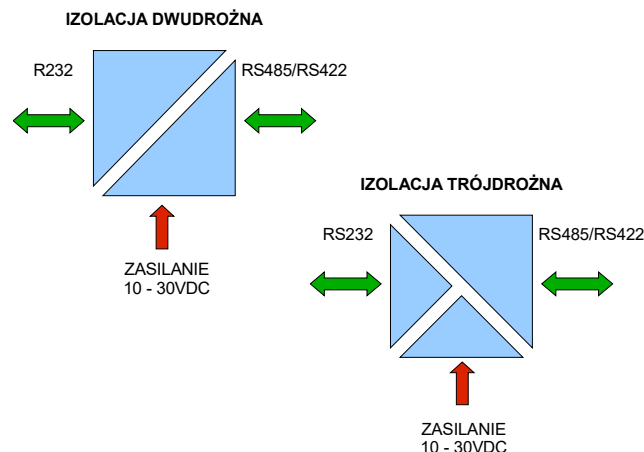 IZOLACJA DWUDROŻNA
R232
RS485/RS422
ZASILANIE
10 - 30VDC
IZOLACJA TRÓJDROŻNA
RS232
RS485/RS422
ZASILANIE
10 - 30VDC